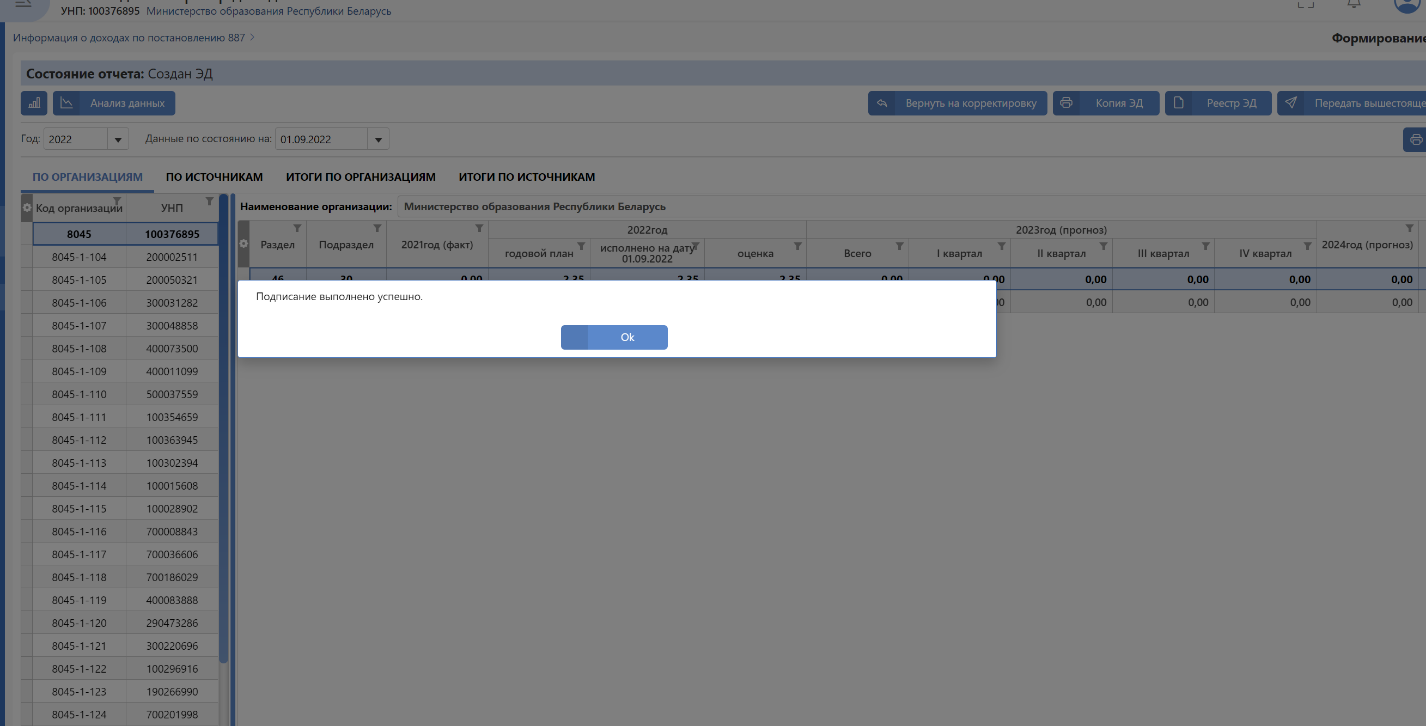 УНП: 100376895 Министерство образования Республики Беларусь
Информация о доходах по постановлению 887 >
Формирование
Состояние отчета: Создан ЭД
Анализ данных Вернуть на корректировку Копия ЭД Реестр ЭД Передать вышестояще
Год: 2022 Данные по состоянию на: 01.09.2022
ПО ОРГАНИЗАЦИЯМ ПО ИСТОЧНИКАМ ИТОГИ ПО ОРГАНИЗАЦИЯМ ИТОГИ ПО ИСТОЧНИКАМ
Код организации УНП
8045 100376895
8045-1-104 200002511
8045-1-105 200050321
8045-1-106 300031282
8045-1-107 300048858
8045-1-108 400073500
8045-1-109 400011099
8045-1-110 500037559
8045-1-111 100354659
8045-1-112 100363945
8045-1-113 100302394
8045-1-114 100015608
8045-1-115 100028902
8045-1-116 700008843
8045-1-117 700036606
8045-1-118 700186029
8045-1-119 400083888
8045-1-120 290473286
8045-1-121 300220696
8045-1-122 100296916
8045-1-123 190266990
8045-1-124 700201998
Наименование организации: Министерство образования Республики Беларусь
Раздел Подраздел 2021год (факт) 2022год 2023год (прогноз) 2024год (прогноз)
годовой план исполнено на дату оценка Всего I квартал II квартал III квартал IV квартал
01.09.2022
46 30 0,00 2,35 2,35 2,35 0,00 0,00 0,00 0,00 0,00 0,00
0,00 0,00 0,00 0,00
Подписание выполнено успешно.
Ok